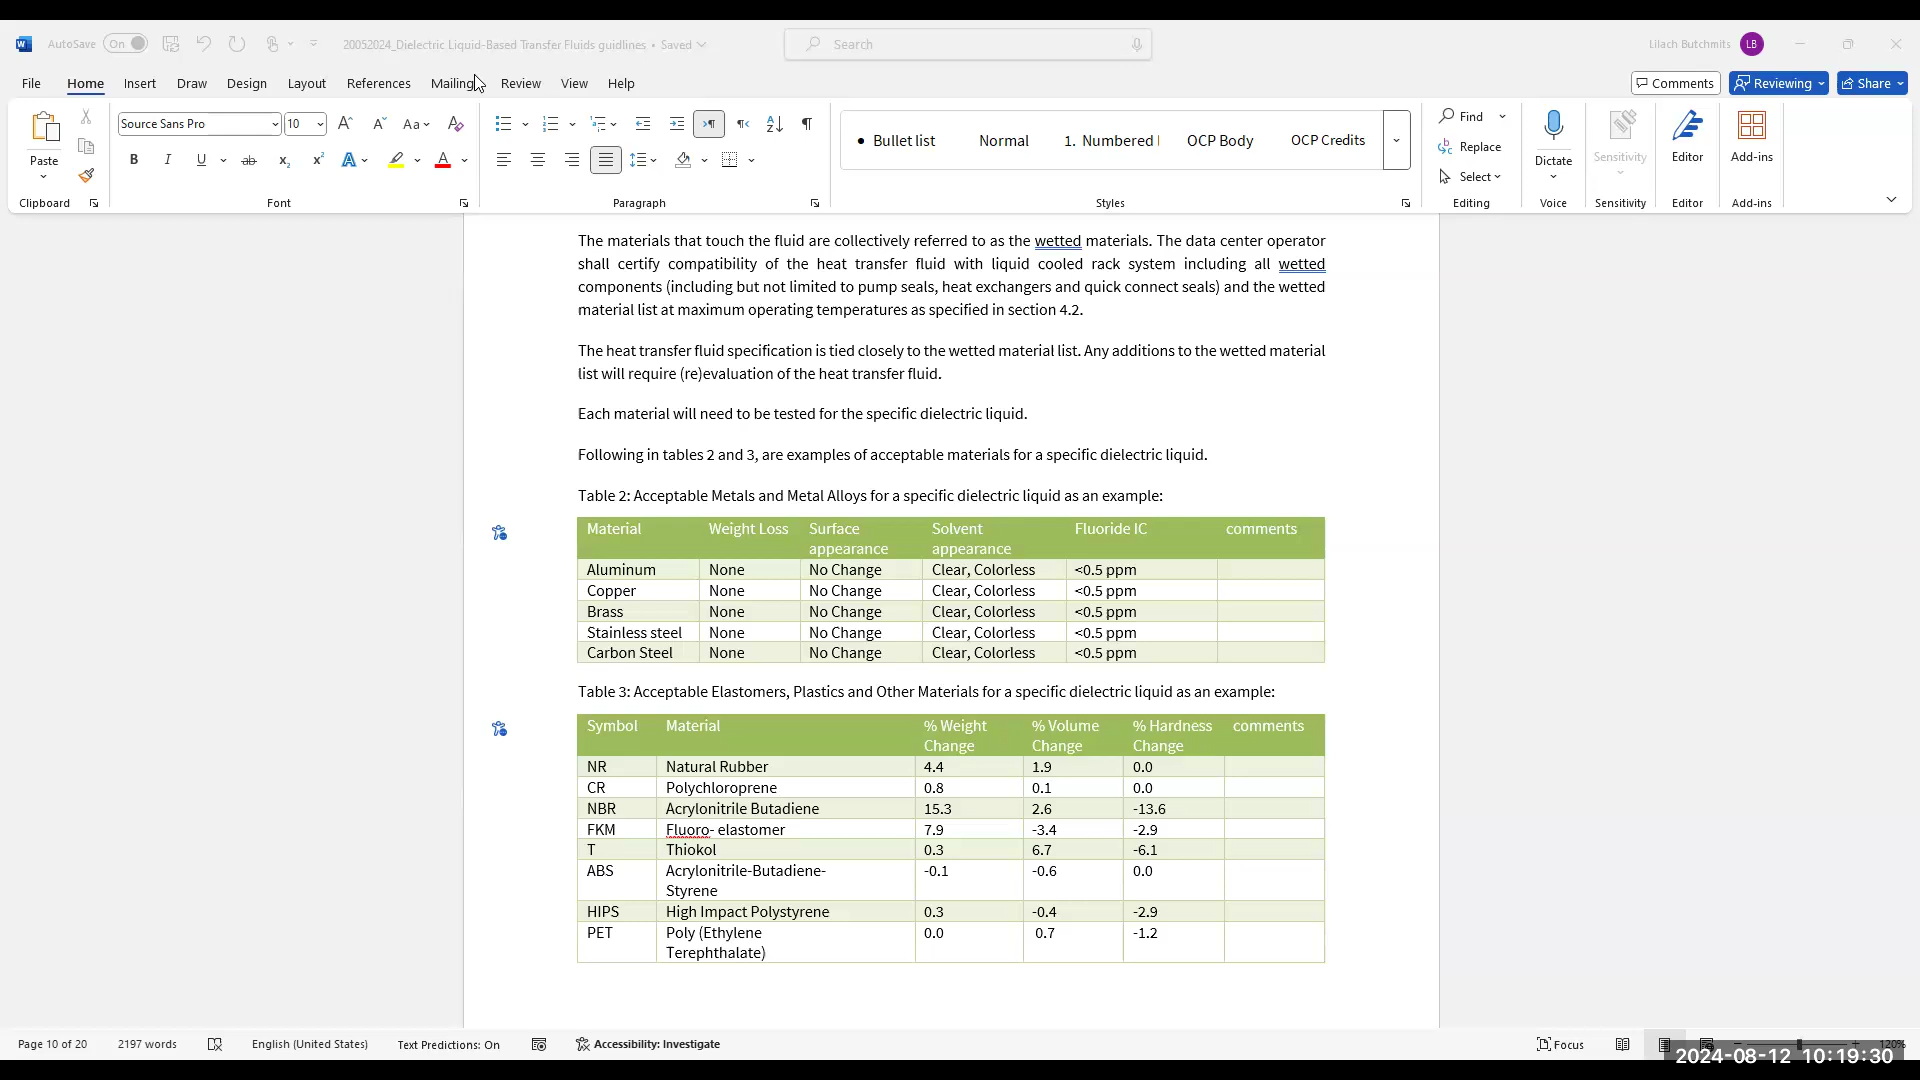 AutoSave On 20052024_Dielectric Liquid-Based Transfer Fluids guidlines • Saved Search Lilach Butchmits LB
File Home Insert Draw Design Layout References Mailing Review View Help Comments Reviewing Share
Source Sans Pro 10 Aa
Paste
B I U ab x₂ x² A A
Bullet list Normal 1. Numbered OCP Body OCP Credits
Find
Replace
Select
Dictate Sensitivity Editor Add-ins
Clipboard Font Paragraph Styles Editing Voice Sensitivity Editor Add-ins
The materials that touch the fluid are collectively referred to as the wetted materials. The data center operator
shall certify compatibility of the heat transfer fluid with liquid cooled rack system including all wetted
components (including but not limited to pump seals, heat exchangers and quick connect seals) and the wetted
material list at maximum operating temperatures as specified in section 4.2.
The heat transfer fluid specification is tied closely to the wetted material list. Any additions to the wetted material
list will require (re)evaluation of the heat transfer fluid.
Each material will need to be tested for the specific dielectric liquid.
Following in tables 2 and 3, are examples of acceptable materials for a specific dielectric liquid.
Table 2: Acceptable Metals and Metal Alloys for a specific dielectric liquid as an example:
Material Weight Loss Surface appearance Solvent appearance Fluoride IC comments
Aluminum None No Change Clear, Colorless <0.5 ppm
Copper None No Change Clear, Colorless <0.5 ppm
Brass None No Change Clear, Colorless <0.5 ppm
Stainless steel None No Change Clear, Colorless <0.5 ppm
Carbon Steel None No Change Clear, Colorless <0.5 ppm
Table 3: Acceptable Elastomers, Plastics and Other Materials for a specific dielectric liquid as an example:
Symbol Material % Weight Change % Volume Change % Hardness Change comments
NR Natural Rubber 4.4 1.9 0.0
CR Polychloroprene 0.8 0.1 0.0
NBR Acrylonitrile Butadiene 15.3 2.6 -13.6
FKM Fluoro- elastomer 7.9 -3.4 -2.9
T Thiokol 0.3 6.7 -6.1
ABS Acrylonitrile-Butadiene- -0.1 -0.6 0.0
Styrene
HIPS High Impact Polystyrene 0.3 -0.4 -2.9
PET Poly (Ethylene 0.0 0.7 -1.2
Terephthalate)
Page 10 of 20 2197 words English (United States) Text Predictions: On Accessibility: Investigate Focus 120%
2024-08-12 10:19:30